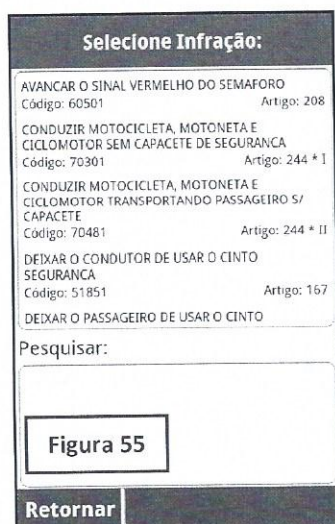 Selecione Infração:
AVANCAR O SINAL VERMELHO DO SEMAFORO
Código: 60501 Artigo: 208
CONDUZIR MOTOCICLETA, MOTONETA E
CICLOMOTOR SEM CAPACETE DE SEGURANCA
Código: 70301 Artigo: 244 * I
CONDUZIR MOTOCICLETA, MOTONETA E
CICLOMOTOR TRANSPORTANDO PASSAGEIRO S/
CAPACETE
Código: 70481 Artigo: 244 * II
DEIXAR O CONDUTOR DE USAR O CINTO
SEGURANCA
Código: 51851 Artigo: 167
DEIXAR O PASSAGEIRO DE USAR O CINTO
Pesquisar:
Figura 55
Retornar